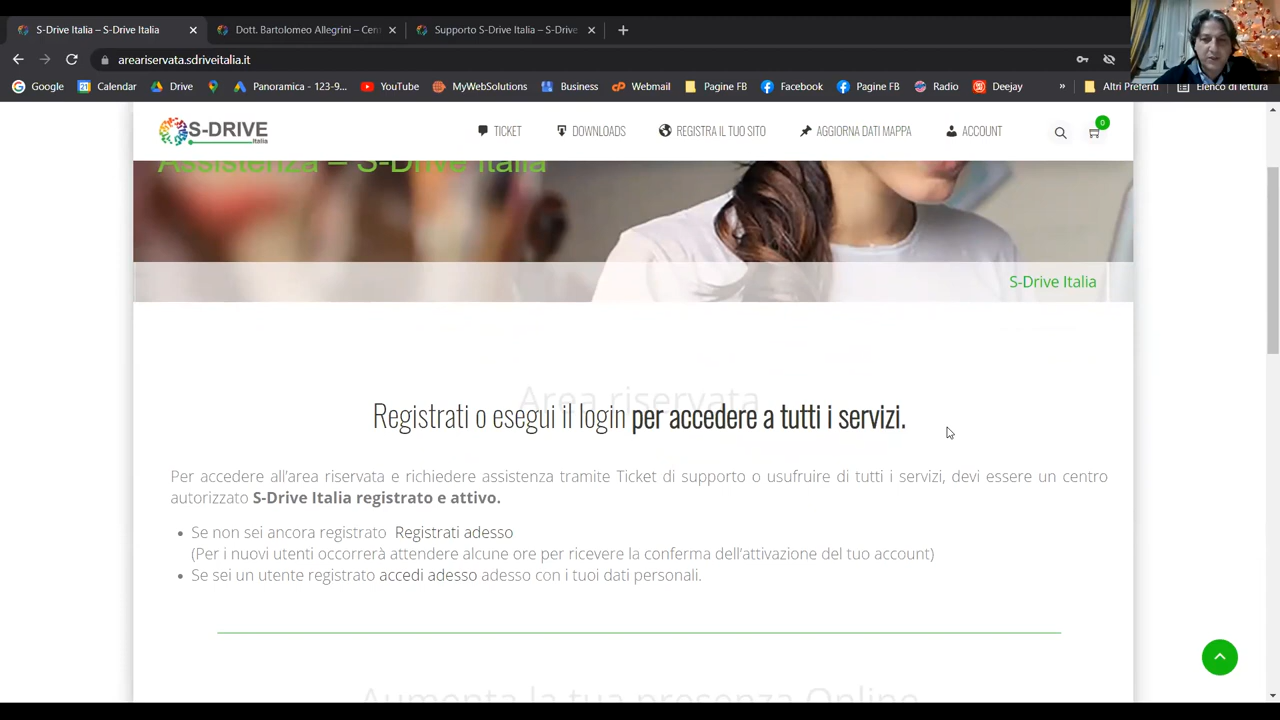 S-Drive Italia – S-Drive Italia
Dott. Bartolomeo Allegrini – Cen
Supporto S-Drive Italia – S-Drive
areariservata.sdriveitalia.it
Google Calendar Drive Panoramica - 123-9... YouTube MyWebSolutions Business Webmail Pagine FB Facebook Pagine FB Radio Deejay » Altri Preferiti Elenco di lettura
S-DRIVE
Italia
TICKET DOWNLOADS REGISTRA IL TUO SITO AGGIORNA DATI MAPPA ACCOUNT 0
Assistenza – S-Drive Italia
S-Drive Italia
Area riservata
Registrati o esegui il login per accedere a tutti i servizi.
Per accedere all'area riservata e richiedere assistenza tramite Ticket di supporto o usufruire di tutti i servizi, devi essere un centro
autorizzato S-Drive Italia registrato e attivo.
Se non sei ancora registrato Registrati adesso
(Per i nuovi utenti occorrerà attendere alcune ore per ricevere la conferma dell'attivazione del tuo account)
Se sei un utente registrato accedi adesso adesso con i tuoi dati personali.
Aumenta la tua presenza Online